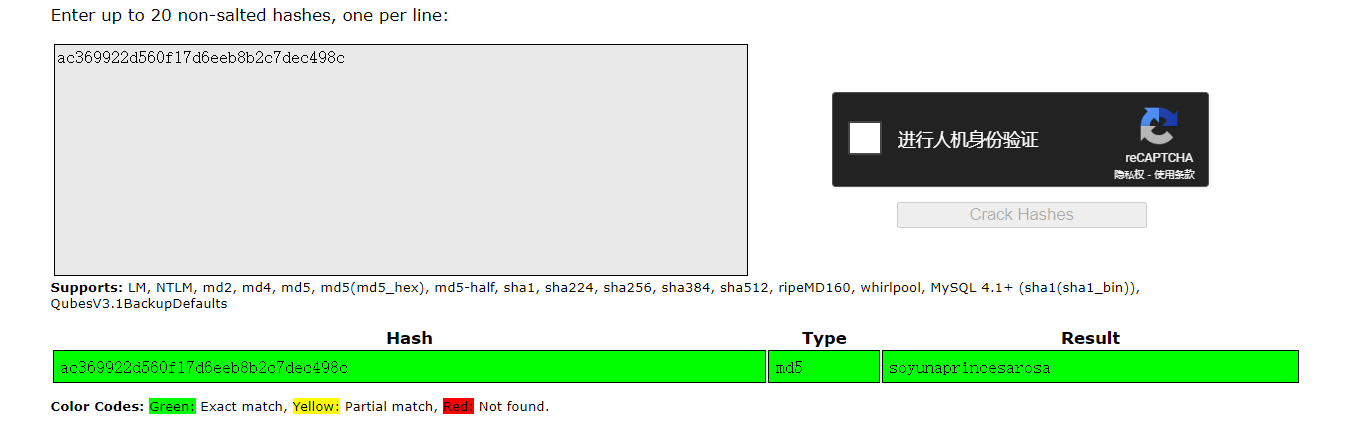 Enter up to 20 non-salted hashes, one per line:
ac369922d560f17d6eeb8b2c7dec498c
进行人机身份验证
reCAPTCHA
隐私权 - 使用条款
Crack Hashes
Supports: LM, NTLM, md2, md4, md5, md5(md5_hex), md5-half, sha1, sha224, sha256, sha384, sha512, ripeMD160, whirlpool, MySQL 4.1+ (sha1(sha1_bin)),
QubesV3.1BackupDefaults
Hash Type Result
ac369922d560f17d6eeb8b2c7dec498c md5 soyunaprincesarosa
Color Codes: Green: Exact match, Yellow: Partial match, Red: Not found.